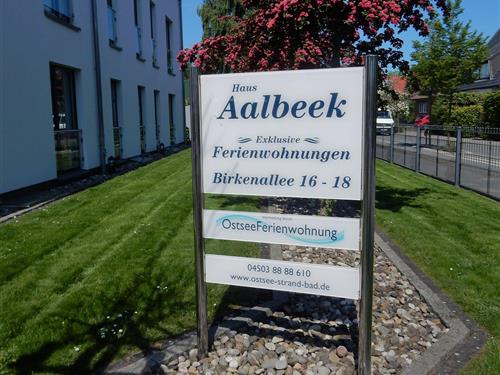 Haus
Aalbeek
Exklusive
Ferienwohnungen
Birkenallee 16 - 18
OstseeFerienwohnung
04503 88 88 610
www.ostsee-strand-bad.de